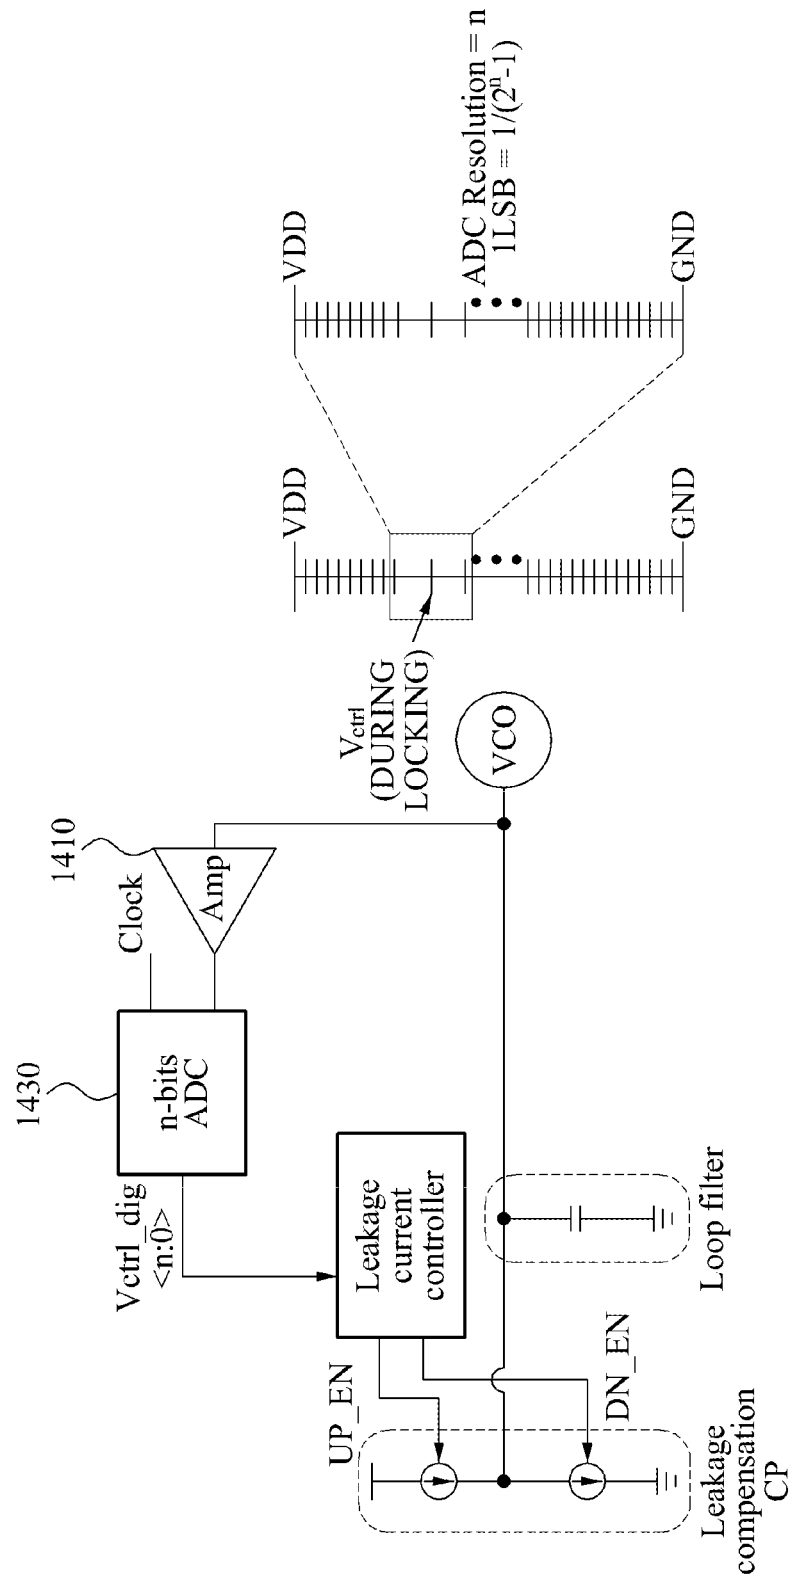 1430
1410
Clock
n-bits
ADC
Amp
Vctrl_dig
<n:0>
Leakage
current
controller
UP_EN
DN_EN
Leakage
compensation
CP
Loop filter
VCO
Vctrl
(DURING
LOCKING)
VDD
GND
VDD
GND
ADC Resolution = n
1LSB = 1/(2ⁿ-1)